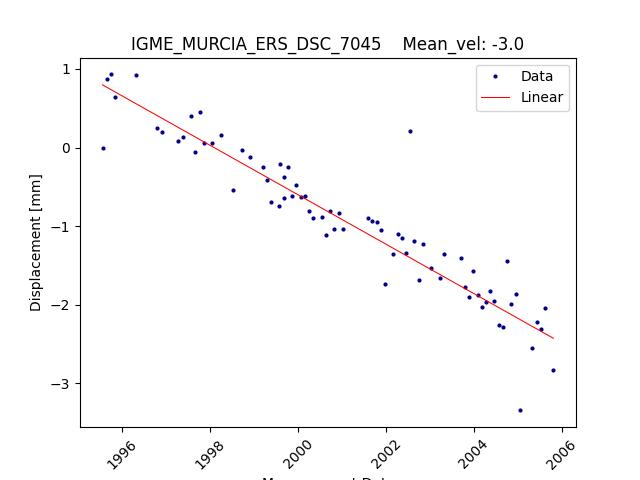 IGME_MURCIA_ERS_DSC_7045    Mean_vel: -3.0
Data
Linear
Displacement [mm]
1
0
−1
−2
−3
1996
1998
2000
2002
2004
2006